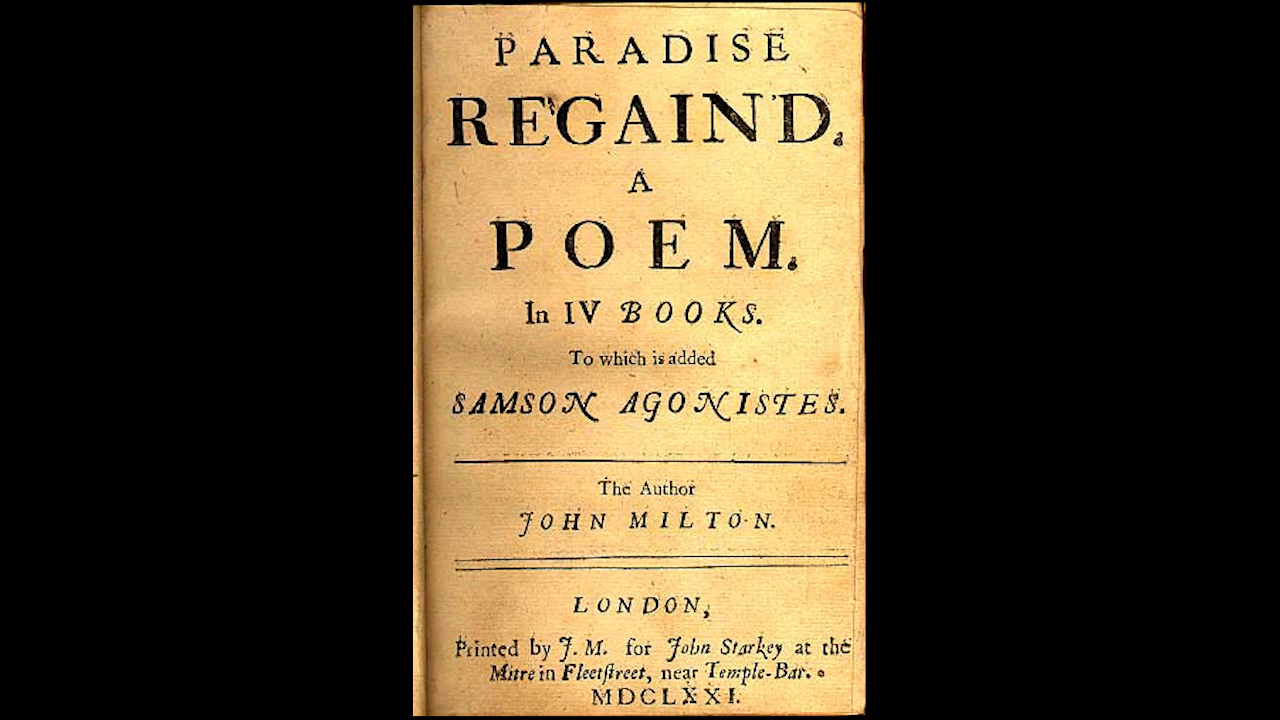 PARADISE
REGAIN'D.
A
POEM.
In IV BOOKS.
To which is added
SAMSON AGONISTES.
The Author
JOHN MILTON.
LONDON,
Printed by J. M. for John Starkey at the
Mitre in Fleetſtreet, near Temple-Bar.
MDCLXXI.